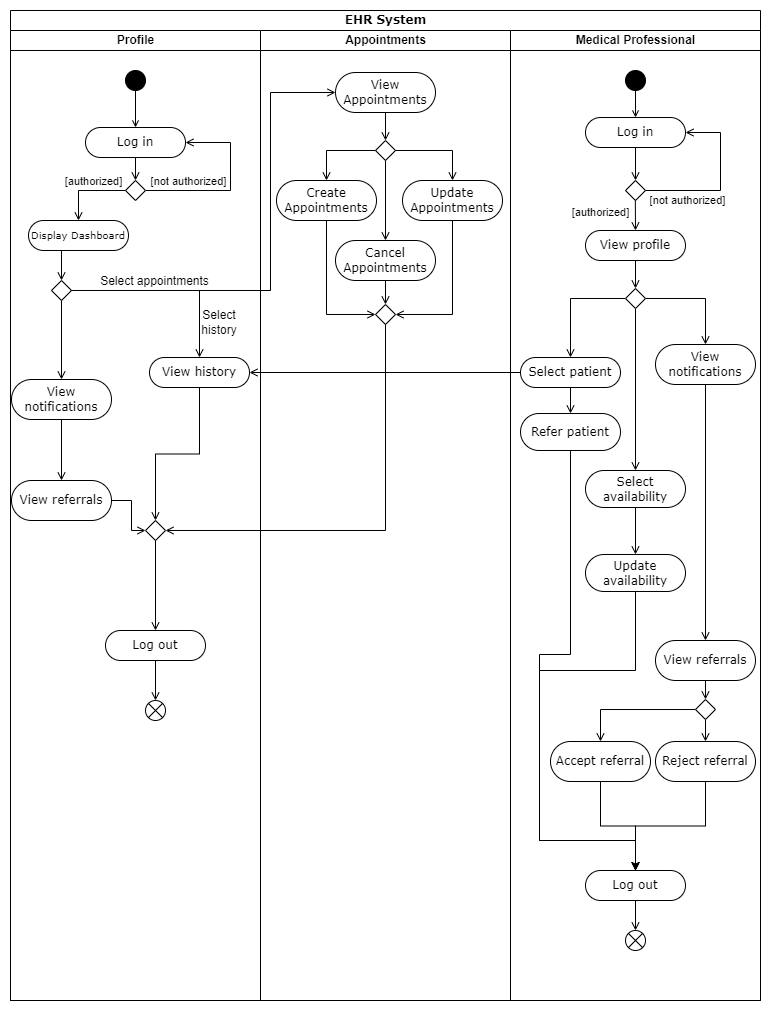 EHR System
Profile
Appointments
Medical Professional
Log in
[authorized]
[not authorized]
Display Dashboard
Select appointments
Select
history
View history
View
notifications
View referrals
Log out
View
Appointments
Create
Appointments
Update
Appointments
Cancel
Appointments
Log in
[not authorized]
[authorized]
View profile
Select patient
View
notifications
Refer patient
Select
availability
Update
availability
View referrals
Accept referral
Reject referral
Log out